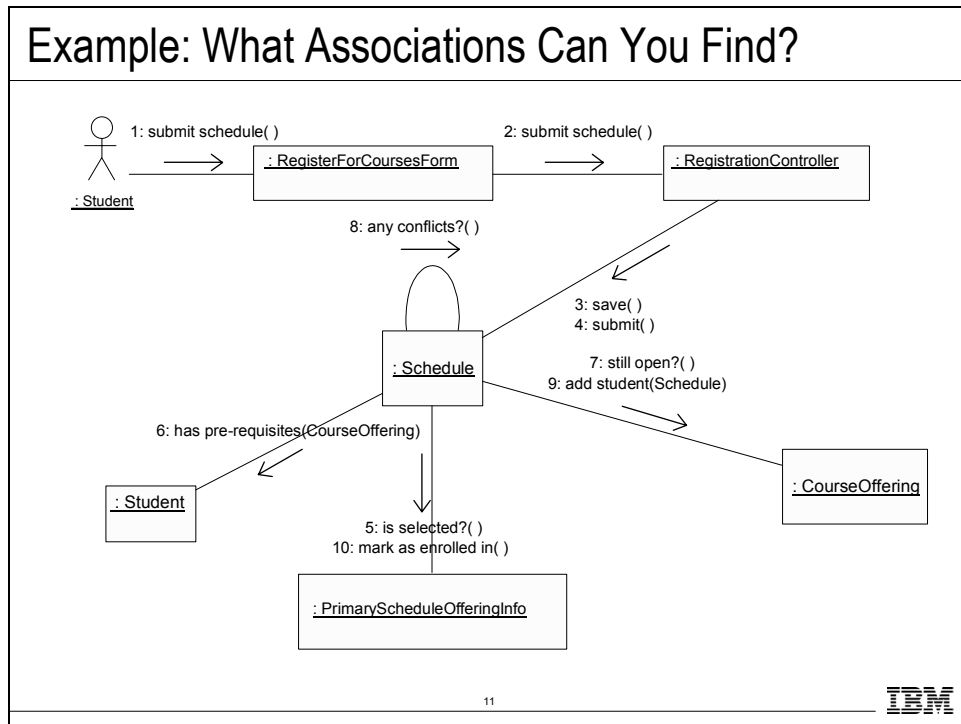 Example: What Associations Can You Find?
1: submit schedule( )
2: submit schedule( )
: RegisterForCoursesForm
: RegistrationController
: Student
8: any conflicts?( )
3: save( )
4: submit( )
: Schedule
7: still open?( )
9: add student(Schedule)
6: has pre-requisites(CourseOffering)
: Student
: CourseOffering
5: is selected?( )
10: mark as enrolled in( )
: PrimaryScheduleOfferingInfo
11
IBM